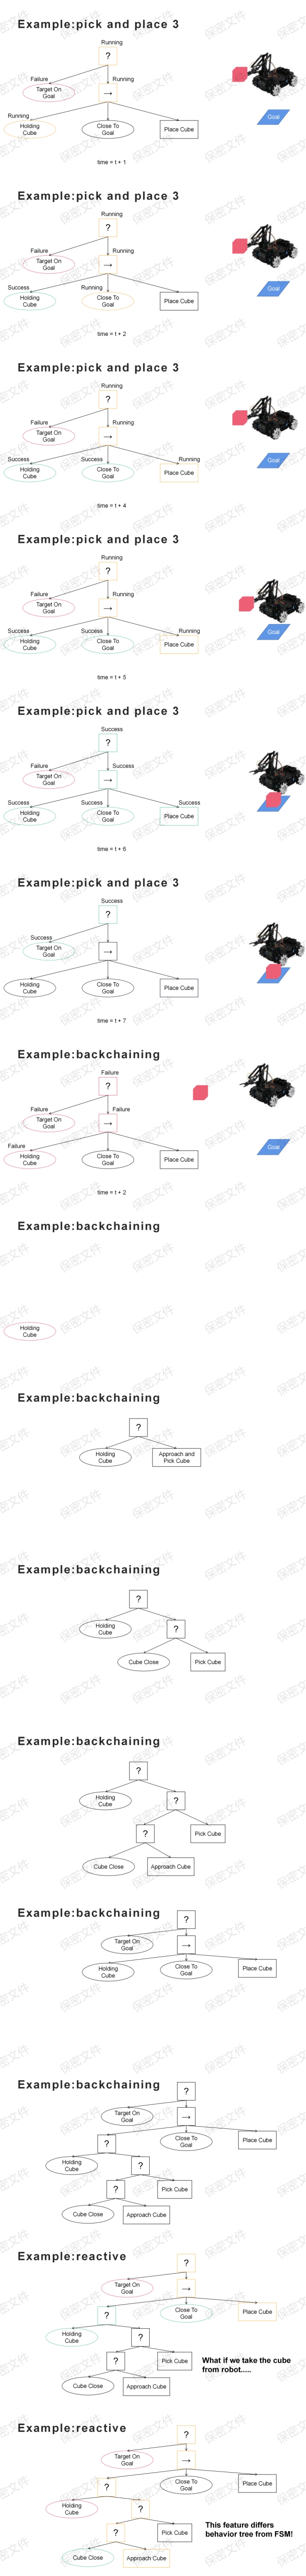 Example:pick and place 3
Running
?
Failure
Running
Target On
Goal
→
Goal
Running
Holding
Cube
Close To
Goal
Place Cube
time = t + 1
Example:pick and place 3
Running
?
Failure
Running
Target On
Goal
→
Goal
Success
Running
Holding
Cube
Close To
Goal
Place Cube
time = t + 2
Example:pick and place 3
Running
?
Failure
Running
Target On
Goal
→
Goal
Success
Success
Running
Holding
Cube
Close To
Goal
Place Cube
time = t + 4
Example:pick and place 3
Running
?
Failure
Running
Target On
Goal
→
Goal
Success
Success
Running
Holding
Cube
Close To
Goal
Place Cube
time = t + 5
Example:pick and place 3
Success
?
Failure
Success
Target On
Goal
→
Success
Success
Success
Holding
Cube
Close To
Goal
Place Cube
time = t + 6
Example:pick and place 3
Success
?
Success
Target On
Goal
→
Holding
Cube
Close To
Goal
Place Cube
time = t + 7
Example:backchaining
Failure
?
Failure
Failure
Target On
Goal
→
Goal
Failure
Holding
Cube
Close To
Goal
Place Cube
time = t + 2
Example:backchaining
Holding
Cube
Example:backchaining
?
Holding
Cube
Approach and
Pick Cube
Example:backchaining
?
Holding
Cube
?
Cube Close
Pick Cube
Example:backchaining
?
Holding
Cube
?
?
Pick Cube
Cube Close
Approach Cube
Example:backchaining
?
Target On
Goal
→
Holding
Cube
Close To
Goal
Place Cube
Example:backchaining
?
Target On
Goal
→
?
Close To
Goal
Place Cube
Holding
Cube
?
?
Pick Cube
Cube Close
Approach Cube
Example:reactive
?
Target On
Goal
→
?
Close To
Goal
Place Cube
Holding
Cube
?
?
Pick Cube
What if we take the cube
from robot.....
Cube Close
Approach Cube
Example:reactive
?
Target On
Goal
→
?
Close To
Goal
Place Cube
Holding
Cube
?
?
Pick Cube
This feature differs
behavior tree from FSM!
Cube Close
Approach Cube
保密文件